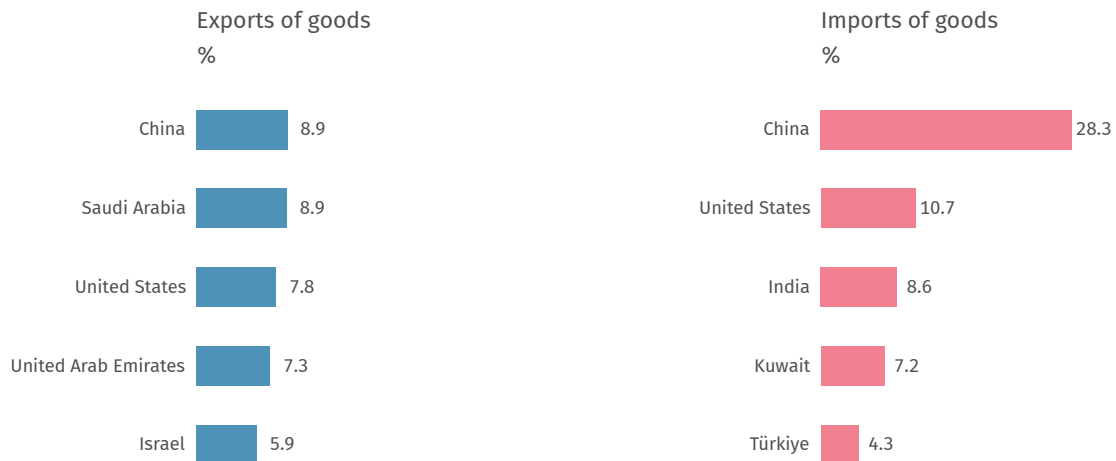 Exports of goods
%
China 8.9
Saudi Arabia 8.9
United States 7.8
United Arab Emirates 7.3
Israel 5.9
Imports of goods
%
China 28.3
United States 10.7
India 8.6
Kuwait 7.2
Türkiye 4.3